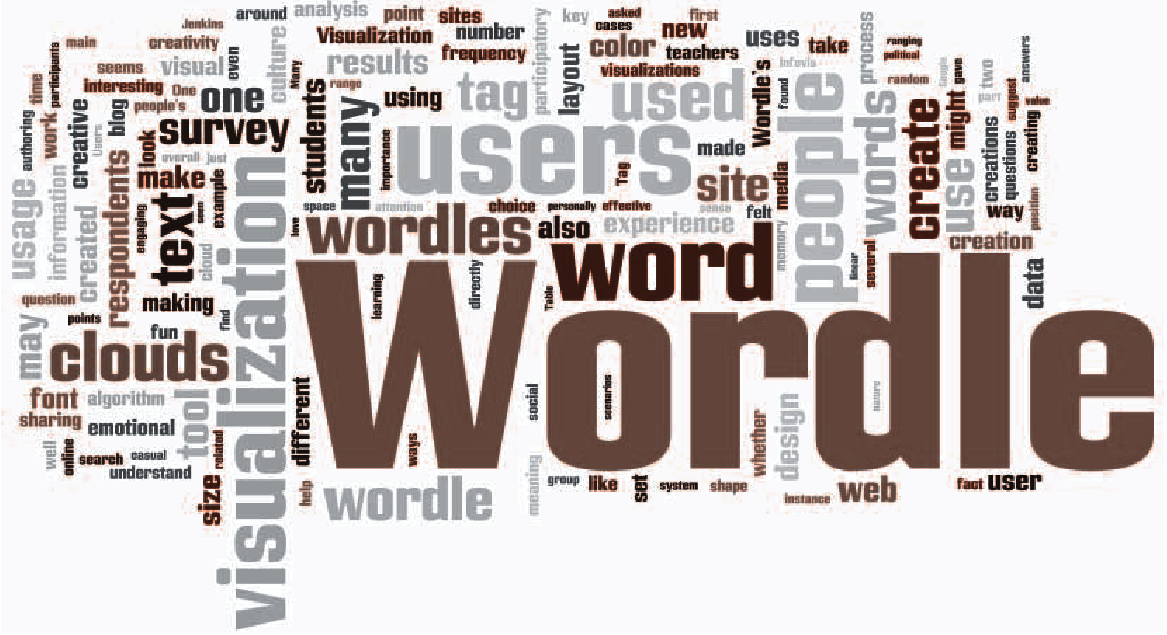 around
analysis
point
sites
key
asked
cases
first
new
Jenkins
Visualization
number
frequency
participatory
layout
color
teachers
uses
take
process
ranging
political
main
creativity
even
culture
Many
results
visualizations
infovis
random
seems
visual
range
tag
used
Wordle's
found
people
two
part
answers
time
participants
interesting
One
people's
one
students
many
using
users
made
words
create
might
gave
suggest
value
authoring
work
creative
Users
blog
look
survey
overall
just
importance
Tag
site
media
use
creations
questions
creating
usage
information
created
respondents
make
example
text
seem
engaging
cloud
space
attention
choice
personally
effective
sense
felt
love
wordles
also
experience
memory
linear
several
way
position
creation
question
points
making
fun
find
visualization
learning
directly
Table
word
data
may
clouds
Wordle
font
algorithm
tool
different
social
scenarios
nature
sharing
emotional
well
online
search
casual
understand
related
size
help
ways
wordle
meaning
group
like
set
system
shape
whether
design
instance
web
fact
user